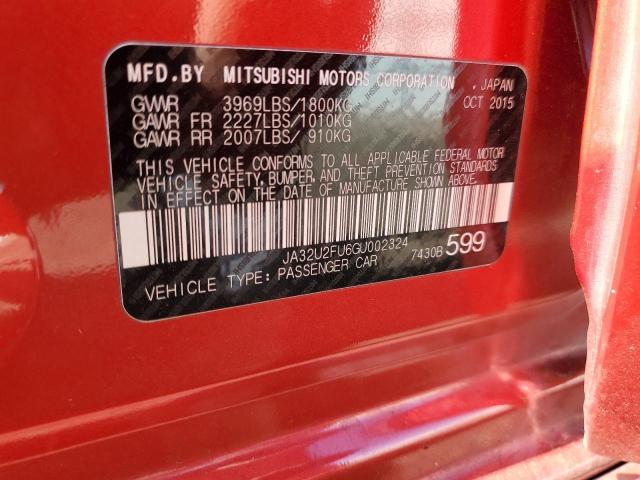 MFD.BY MITSUBISHI MOTORS CORPORATION , JAPAN
GVWR 3969LBS/1800KG OCT 2015
GAWR FR 2227LBS/1010KG
GAWR RR 2007LBS/ 910KG
THIS VEHICLE CONFORMS TO ALL APPLICABLE FEDERAL MOTOR
VEHICLE SAFETY, BUMPER, AND THEFT PREVENTION STANDARDS
IN EFFECT ON THE DATE OF MANUFACTURE SHOWN ABOVE.
JA32U2FU6GU002324 7430B 599
VEHICLE TYPE: PASSENGER CAR